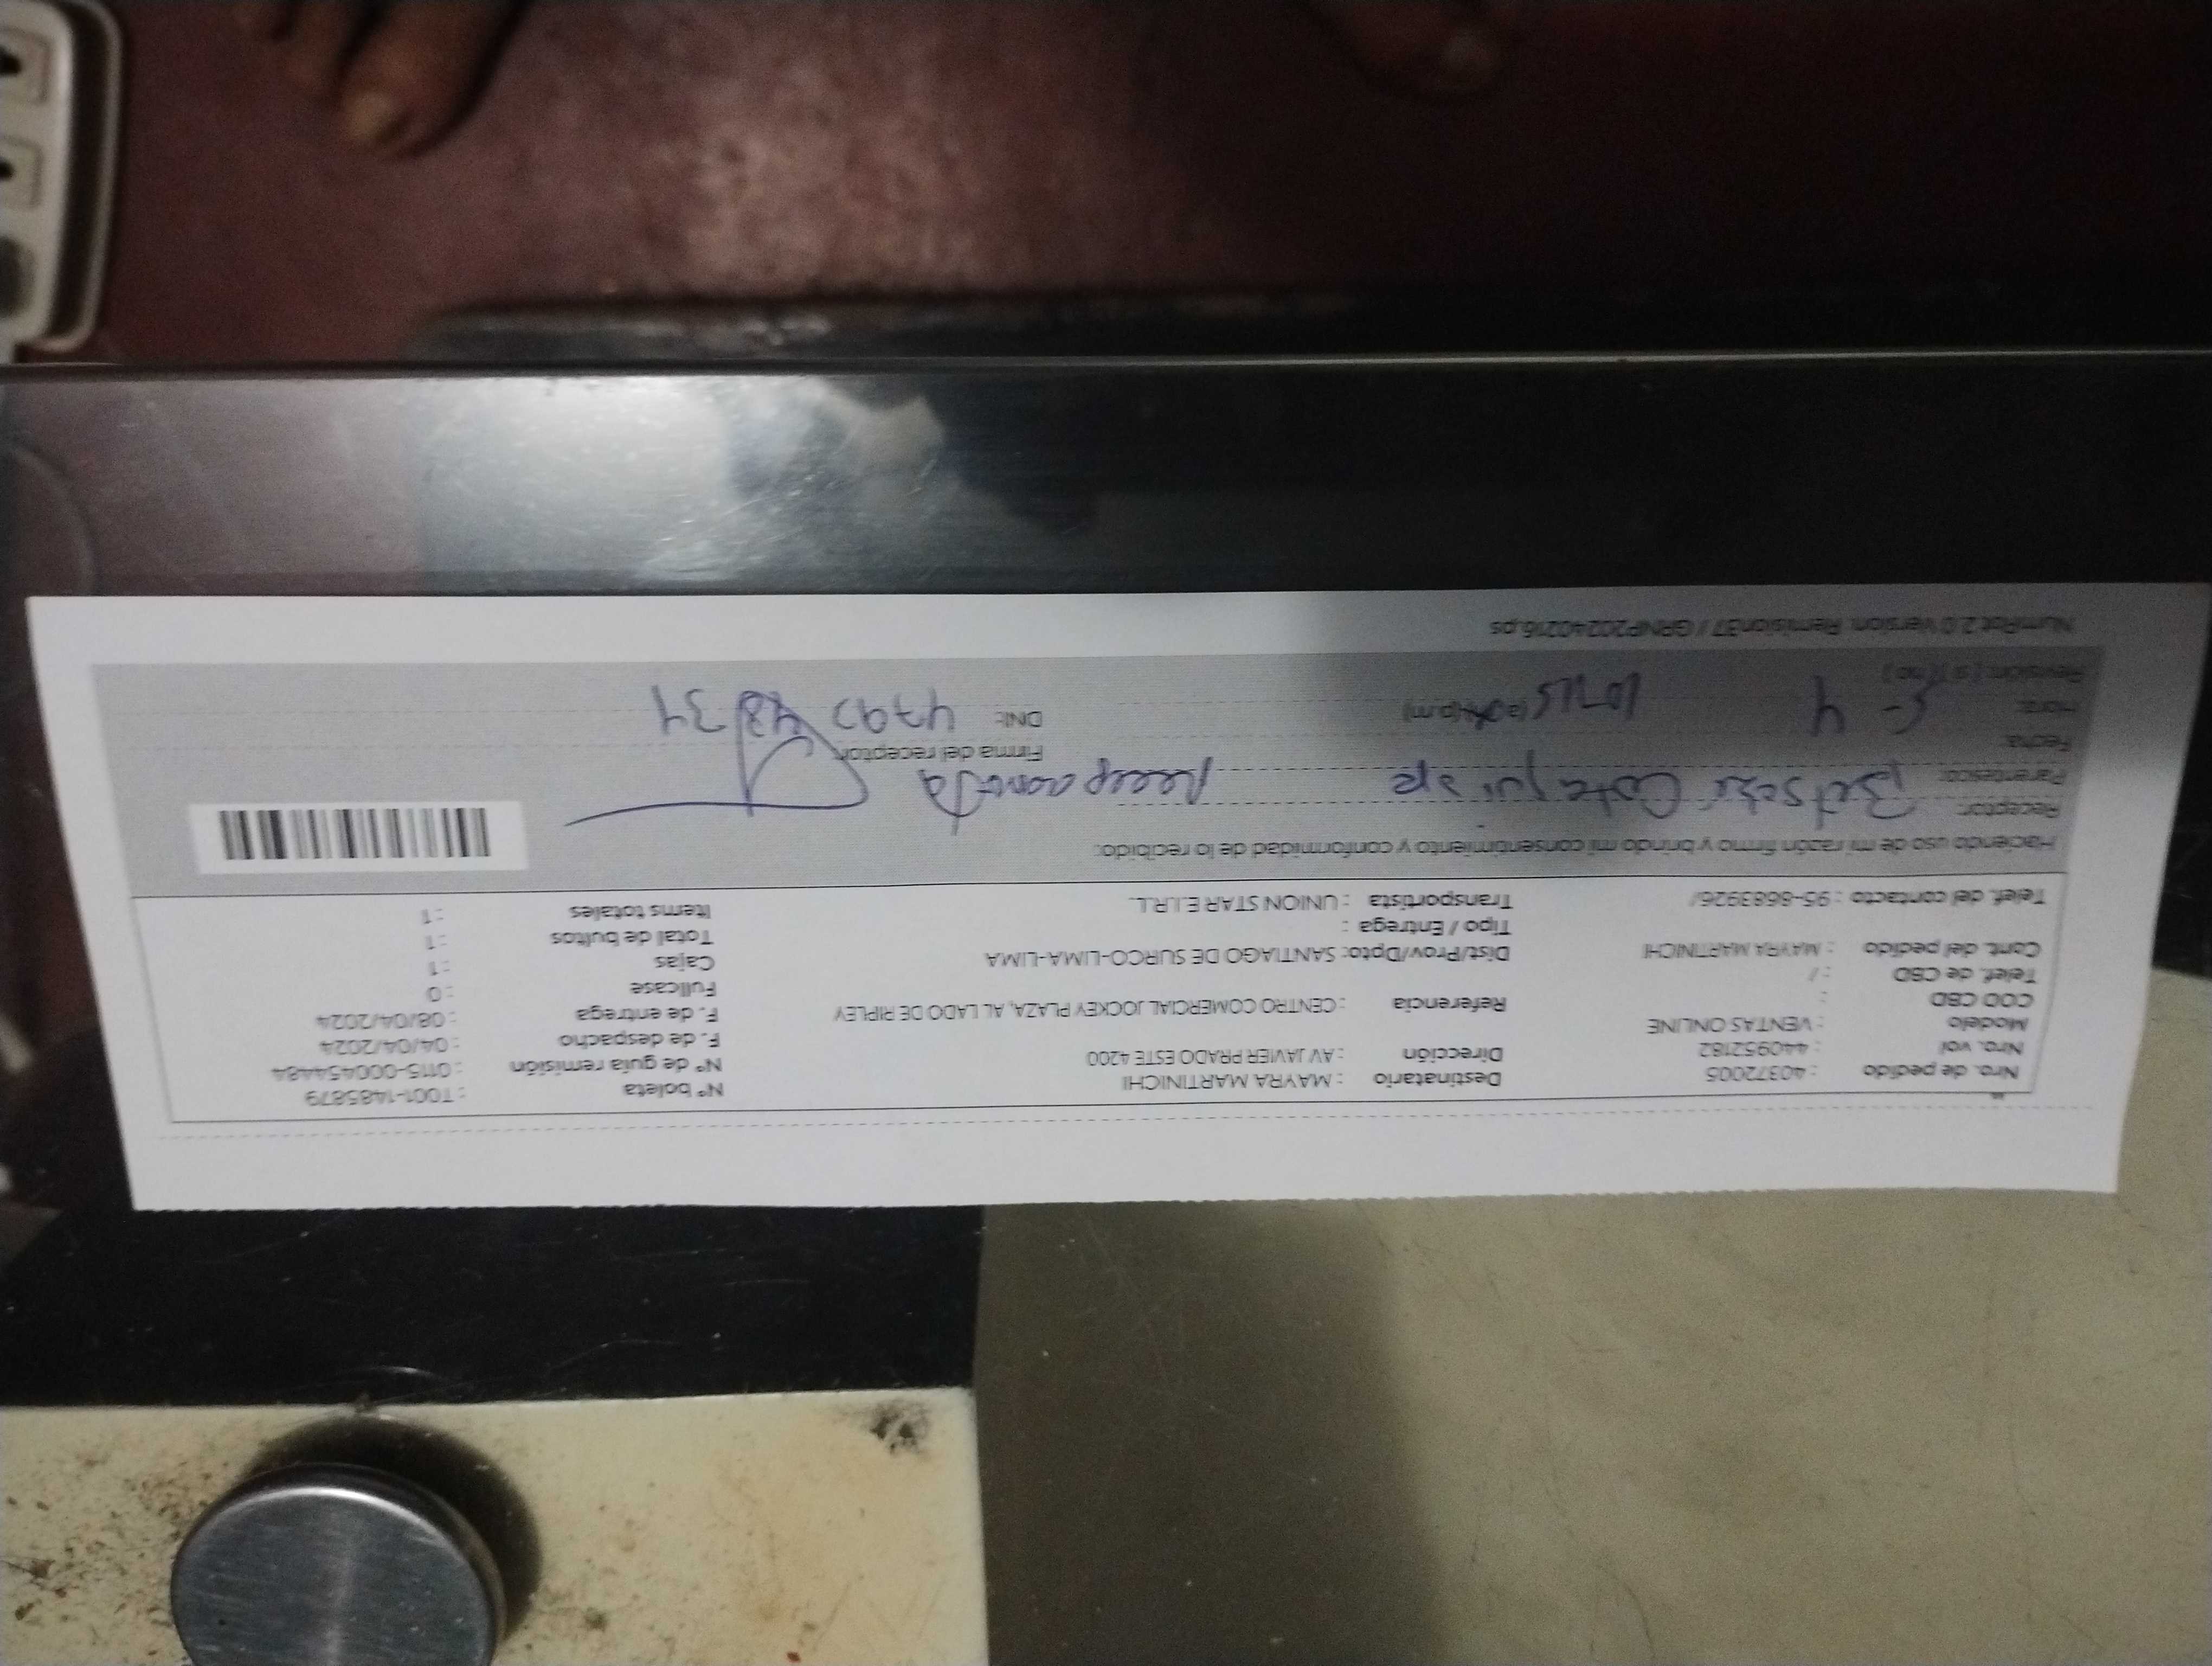 Nro. de pedido : 40372005
Nro. vol : 440952182
Modelo : VENTAS ONLINE
COD CBD :
Telef. de CBD : /
Cont. del pedido : MAYRA MARTINICHI
Telef. del contacto : 95-8683926/
Destinatario : MAYRA MARTINICHI
Dirección : AV JAVIER PRADO ESTE 4200
Referencia : CENTRO COMERCIAL JOCKEY PLAZA, AL LADO DE RIPLEY
Dist/Prov/Dpto: SANTIAGO DE SURCO-LIMA-LIMA
Tipo / Entrega :
Transportista : UNION STAR E.I.R.L.
N° boleta : T001-1485879
N° de guía remisión : 0115-000454484
F. de despacho : 04/04/2024
F. de entrega : 08/04/2024
Fullcase : 0
Cajas : 1
Total de bultos : 1
Items totales : 1
Haciendo uso de mi razón firmo y brindo mi consentimiento y conformidad de lo recibido:
Receptor:
Parentesco:
Fecha:
Hora: (p.m)
Revisión: ( si ) ( no )
Firma del receptor
DNI:
NumRot 2.0 Version Remision37 / GRNP20240216.ps